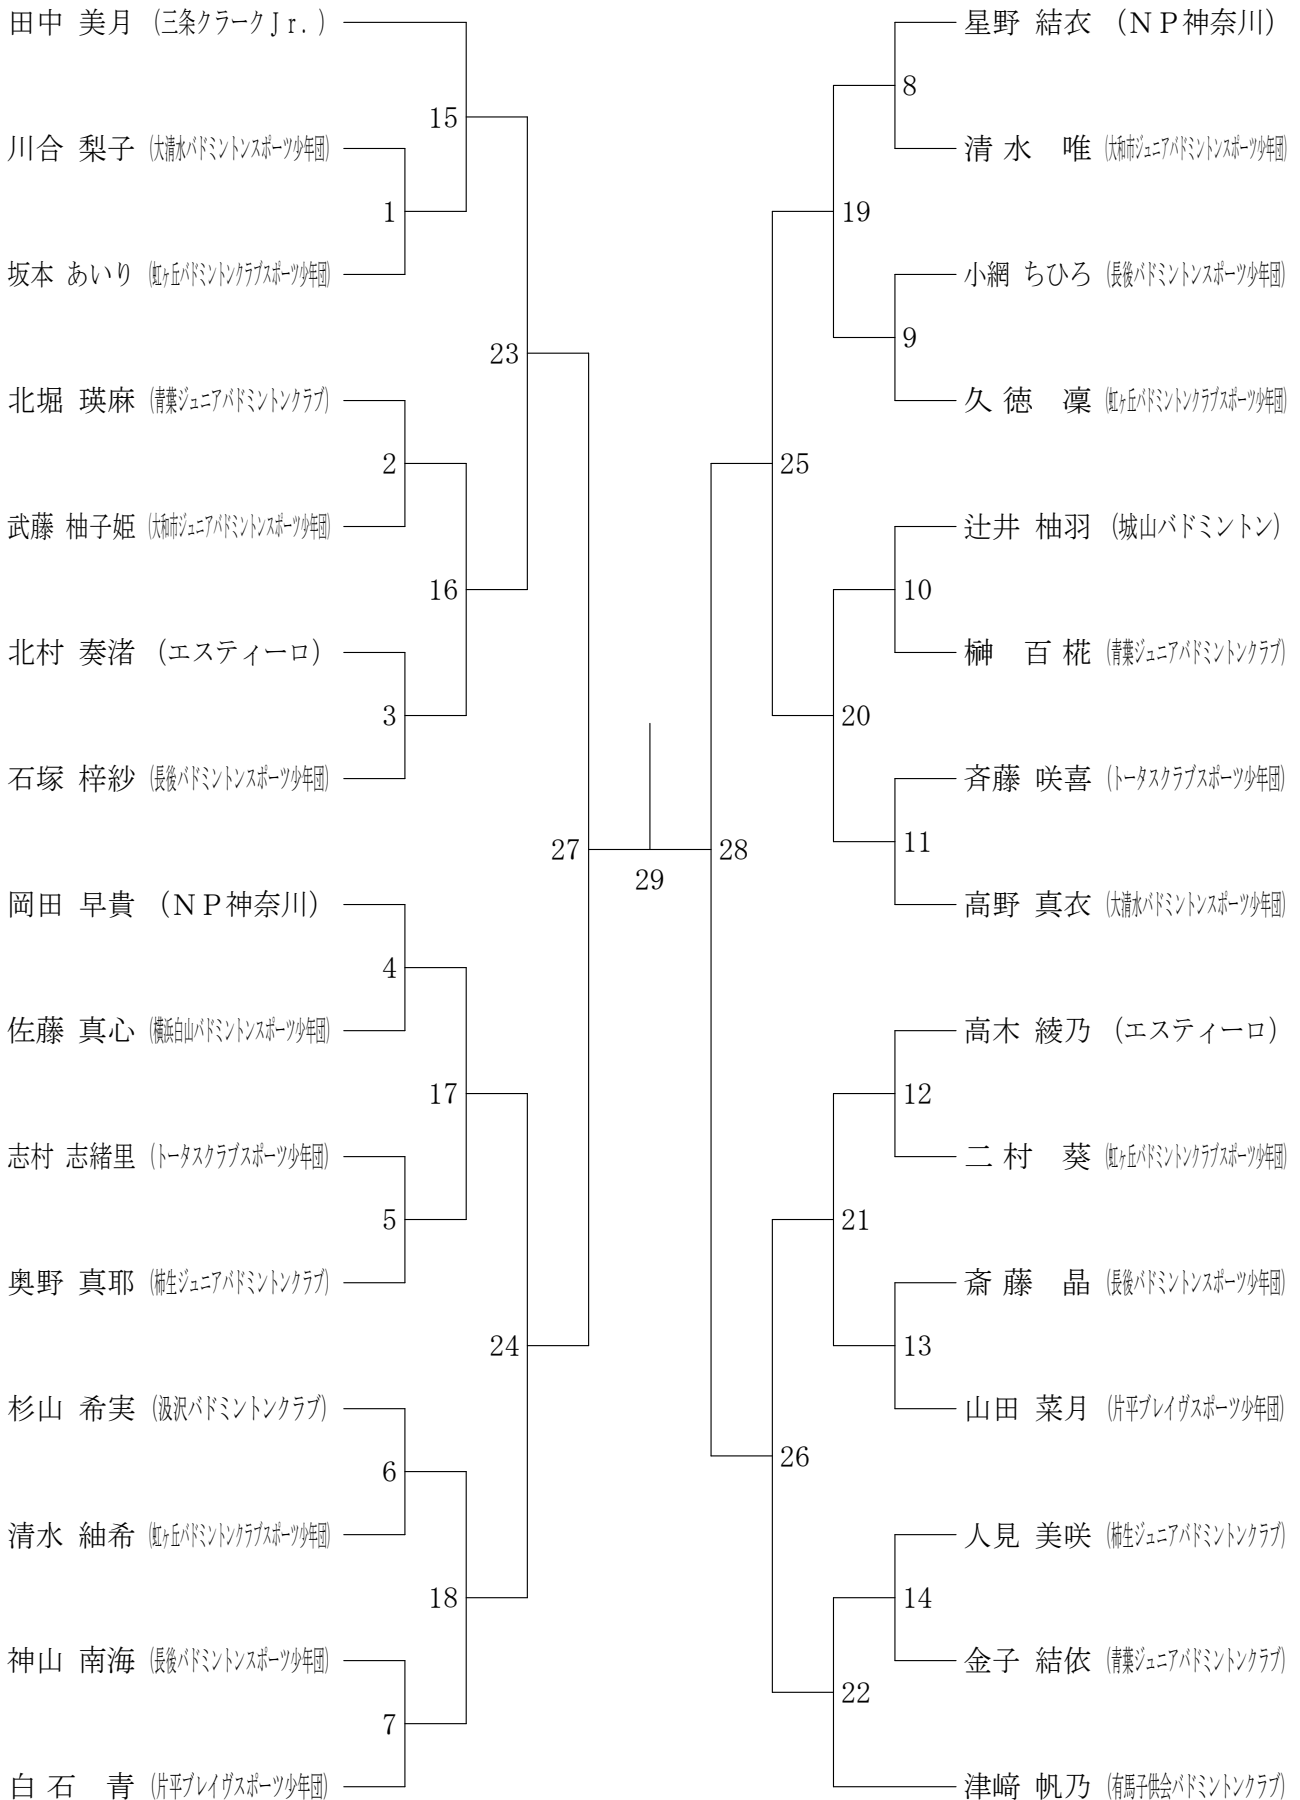 田中 美月 (三条クラークJr.)
15
川合 梨子 (大清水バドミントンスポーツ少年団)
1
坂本 あいり (虹ヶ丘バドミントンクラブスポーツ少年団)
23
北堀 瑛麻 (青葉ジュニアバドミントンクラブ)
2
武藤 柚子姫 (大和市ジュニアバドミントンスポーツ少年団)
16
北村 奏渚 (エスティーロ)
3
石塚 梓紗 (長後バドミントンスポーツ少年団)
27
岡田 早貴 (NP神奈川)
4
佐藤 真心 (横浜白山バドミントンスポーツ少年団)
17
志村 志緒里 (トータスクラブスポーツ少年団)
5
奥野 真耶 (柿生ジュニアバドミントンクラブ)
24
杉山 希実 (汲沢バドミントンクラブ)
6
清水 紬希 (虹ヶ丘バドミントンクラブスポーツ少年団)
18
神山 南海 (長後バドミントンスポーツ少年団)
7
白石 青 (片平ブレイヴスポーツ少年団)
29
星野 結衣 (NP神奈川)
8
清水 唯 (大和市ジュニアバドミントンスポーツ少年団)
19
小網 ちひろ (長後バドミントンスポーツ少年団)
9
久徳 凜 (虹ヶ丘バドミントンクラブスポーツ少年団)
25
辻井 柚羽 (城山バドミントン)
10
榊 百椛 (青葉ジュニアバドミントンクラブ)
20
斉藤 咲喜 (トータスクラブスポーツ少年団)
11
28
高野 真衣 (大清水バドミントンスポーツ少年団)
高木 綾乃 (エスティーロ)
12
二村 葵 (虹ヶ丘バドミントンクラブスポーツ少年団)
21
斎藤 晶 (長後バドミントンスポーツ少年団)
13
山田 菜月 (片平ブレイヴスポーツ少年団)
26
人見 美咲 (柿生ジュニアバドミントンクラブ)
14
金子 結依 (青葉ジュニアバドミントンクラブ)
22
津﨑 帆乃 (有馬子供会バドミントンクラブ)